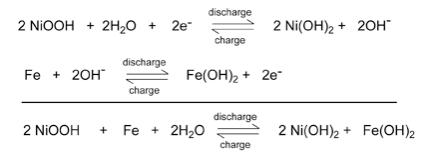 discharge
2 NiOOH + 2H₂O + 2e⁻ ⇌ 2 Ni(OH)₂ + 2OH⁻
charge
discharge
Fe + 2OH⁻ ⇌ Fe(OH)₂ + 2e⁻
charge
discharge
2 NiOOH + Fe + 2H₂O ⇌ 2 Ni(OH)₂ + Fe(OH)₂
charge